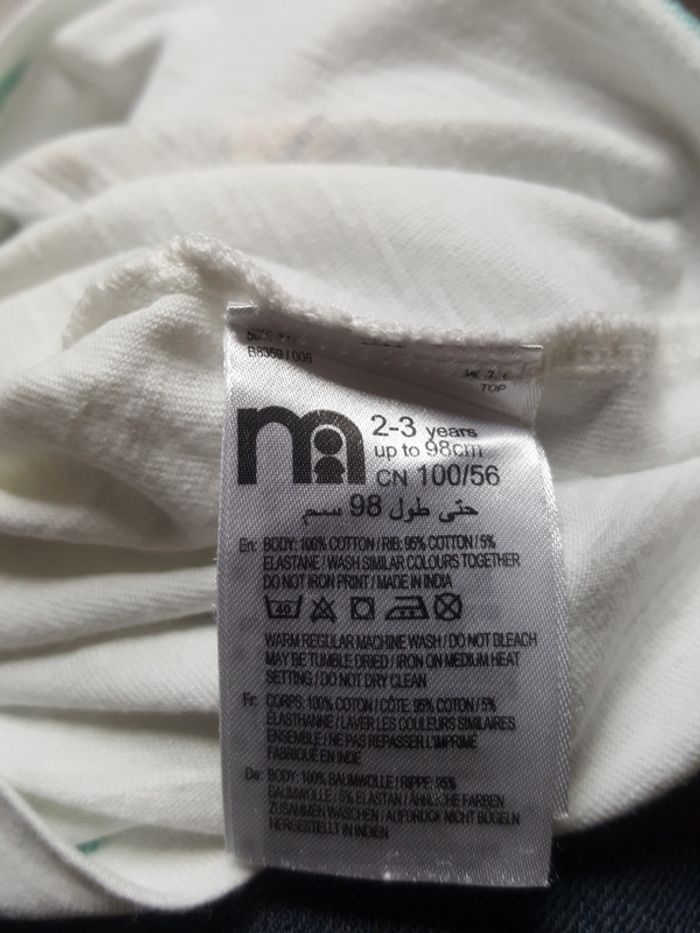 B8359 / 008
TOP
m
2-3 years
up to 98cm
CN 100/56
حتى طول 98 سم
En: BODY: 100% COTTON / RIB: 95% COTTON / 5%
ELASTANE / WASH SIMILAR COLOURS TOGETHER
DO NOT IRON PRINT / MADE IN INDIA
40
WARM REGULAR MACHINE WASH / DO NOT BLEACH
MAY BE TUMBLE DRIED / IRON ON MEDIUM HEAT
SETTING / DO NOT DRY CLEAN
Fr: CORPS: 100% COTON / CÔTE: 95% COTON / 5%
ÉLASTHANNE / LAVER LES COULEURS SIMILAIRES
ENSEMBLE / NE PAS REPASSER L'IMPRIMÉ
FABRIQUÉ EN INDE
De: BODY: 100% BAUMWOLLE / RIPPE: 95%
BAUMWOLLE / 5% ELASTAN / ÄHNLICHE FARBEN
ZUSAMMEN WASCHEN / AUFDRUCK NICHT BÜGELN
HERGESTELLT IN INDIEN